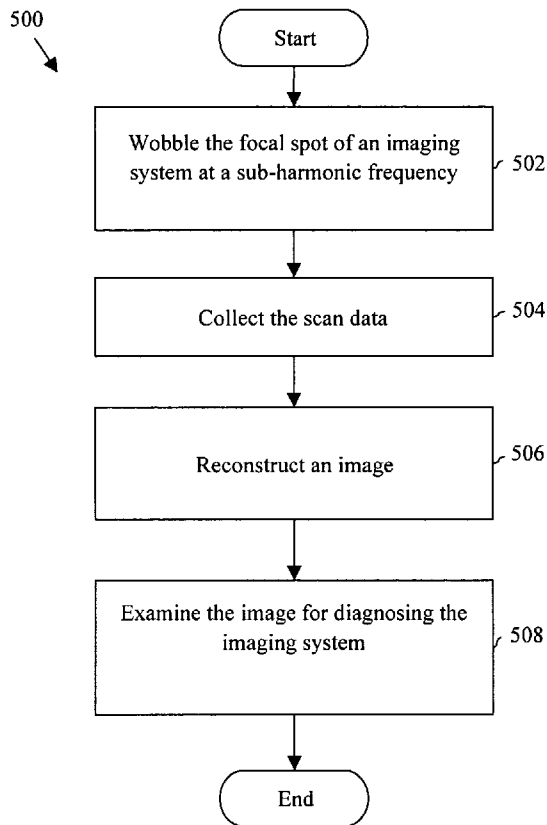 500
Start
Wobble the focal spot of an imaging
system at a sub-harmonic frequency
502
Collect the scan data
504
Reconstruct an image
506
Examine the image for diagnosing the
imaging system
508
End